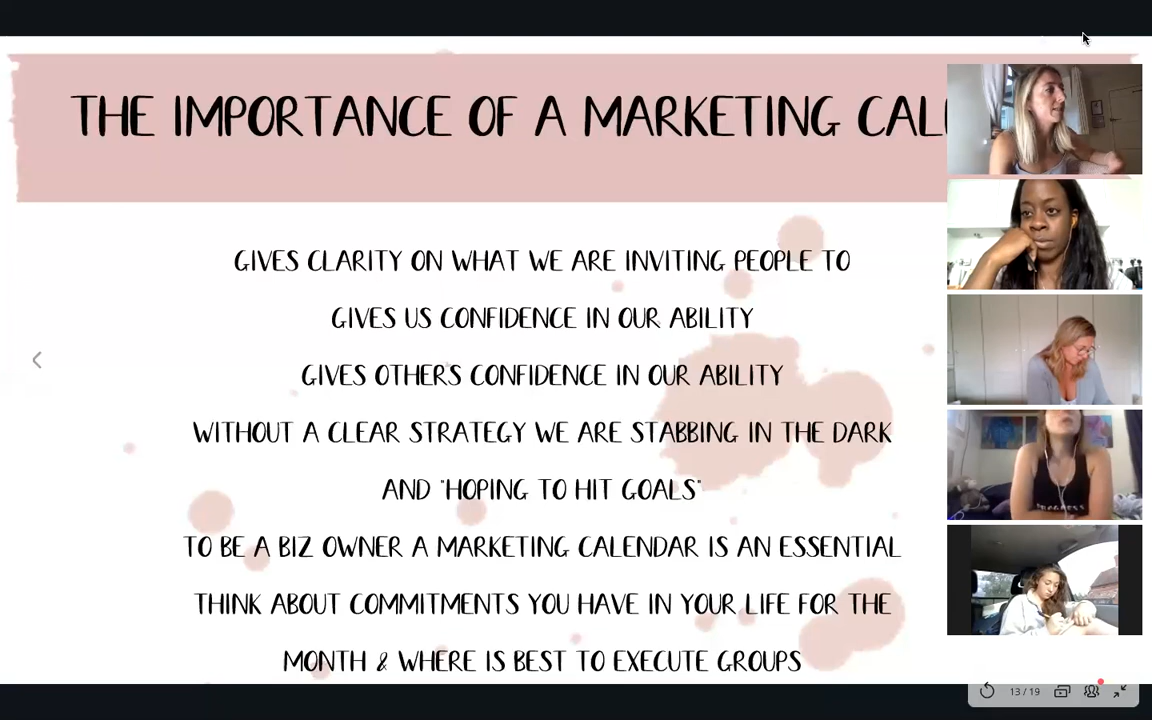 THE IMPORTANCE OF A MARKETING CAL
GIVES CLARITY ON WHAT WE ARE INVITING PEOPLE TO
GIVES US CONFIDENCE IN OUR ABILITY
GIVES OTHERS CONFIDENCE IN OUR ABILITY
WITHOUT A CLEAR STRATEGY WE ARE STABBING IN THE DARK
AND "HOPING TO HIT GOALS"
TO BE A BIZ OWNER A MARKETING CALENDAR IS AN ESSENTIAL
THINK ABOUT COMMITMENTS YOU HAVE IN YOUR LIFE FOR THE
MONTH & WHERE IS BEST TO EXECUTE GROUPS
13 / 19